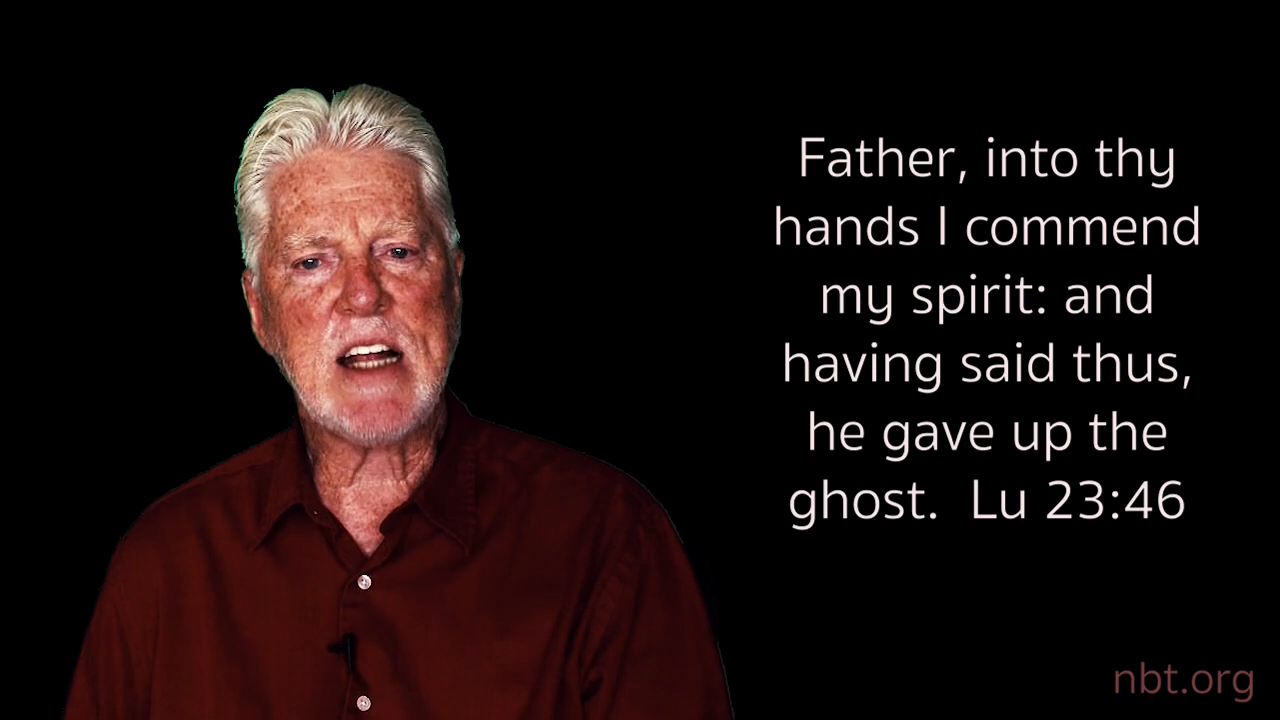 Father, into thy
hands I commend
my spirit: and
having said thus,
he gave up the
ghost.  Lu 23:46
nbt.org